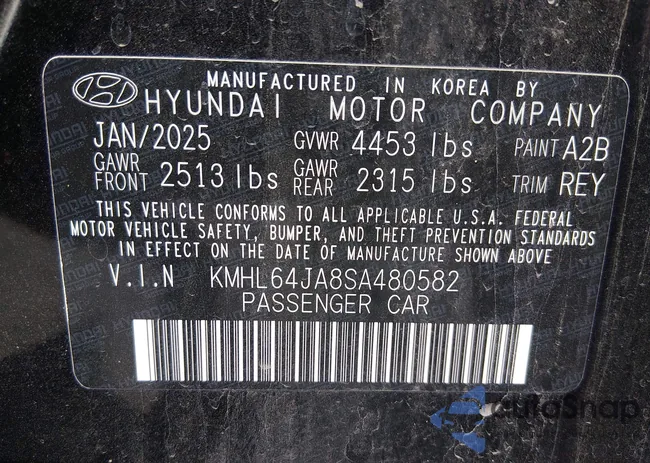 MANUFACTURED IN KOREA BY
HYUNDAI MOTOR COMPANY
JAN/2025 GVWR 4453 lbs PAINT A2B
GAWR FRONT 2513 lbs GAWR REAR 2315 lbs TRIM REY
THIS VEHICLE CONFORMS TO ALL APPLICABLE U.S.A. FEDERAL
MOTOR VEHICLE SAFETY, BUMPER, AND THEFT PREVENTION STANDARDS
IN EFFECT ON THE DATE OF MANUFACTURE SHOWN ABOVE
V.I.N KMHL64JA8SA480582
PASSENGER CAR
autoSnap